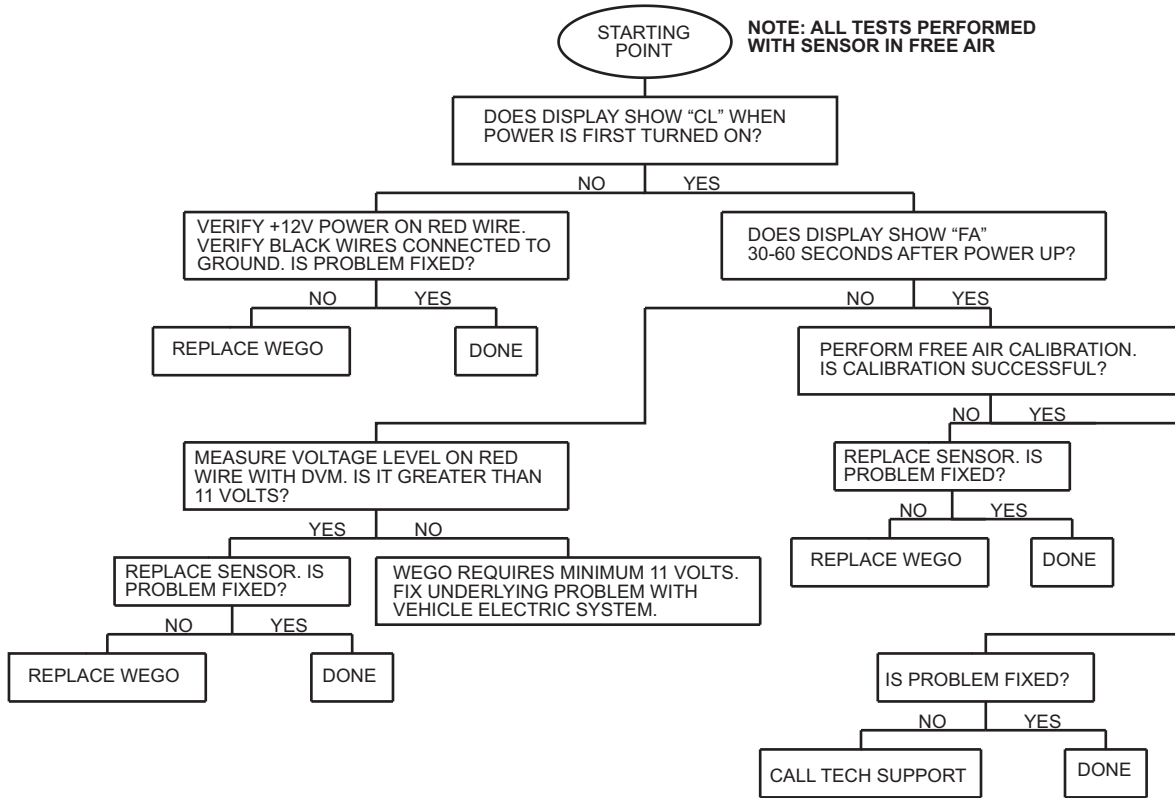 STARTING
POINT
NOTE: ALL TESTS PERFORMED
WITH SENSOR IN FREE AIR
DOES DISPLAY SHOW “CL” WHEN
POWER IS FIRST TURNED ON?
NO
YES
VERIFY +12V POWER ON RED WIRE.
VERIFY BLACK WIRES CONNECTED TO
GROUND. IS PROBLEM FIXED?
DOES DISPLAY SHOW “FA”
30-60 SECONDS AFTER POWER UP?
NO
YES
NO
YES
REPLACE WEGO
DONE
PERFORM FREE AIR CALIBRATION.
IS CALIBRATION SUCCESSFUL?
NO
YES
MEASURE VOLTAGE LEVEL ON RED
WIRE WITH DVM. IS IT GREATER THAN
11 VOLTS?
REPLACE SENSOR. IS
PROBLEM FIXED?
YES
NO
NO
YES
REPLACE SENSOR. IS
PROBLEM FIXED?
WEGO REQUIRES MINIMUM 11 VOLTS.
FIX UNDERLYING PROBLEM WITH
VEHICLE ELECTRIC SYSTEM.
REPLACE WEGO
DONE
NO
YES
REPLACE WEGO
DONE
IS PROBLEM FIXED?
NO
YES
CALL TECH SUPPORT
DONE